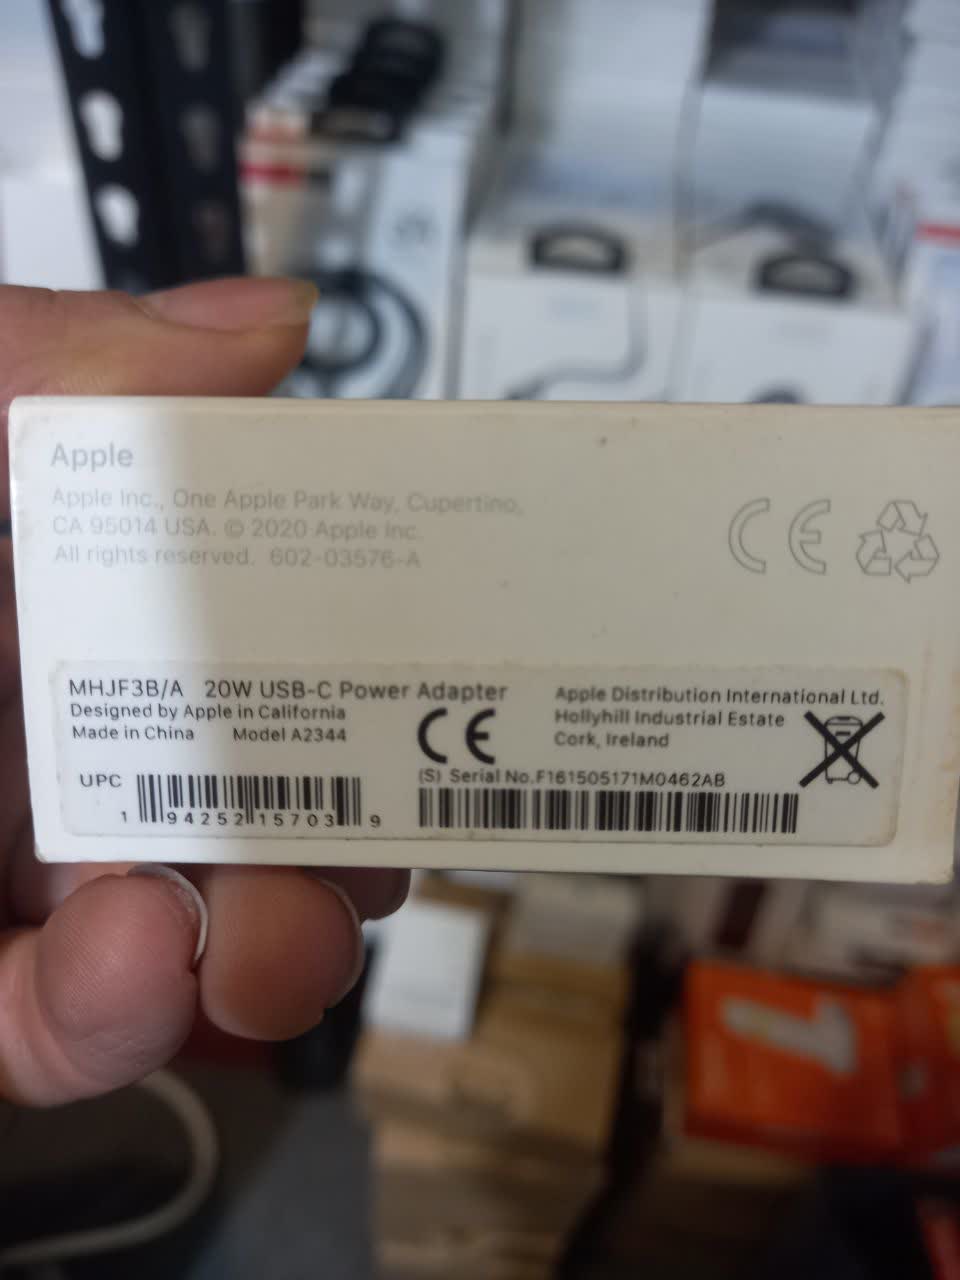 Apple
Apple Inc., One Apple Park Way, Cupertino,
CA 95014 USA. © 2020 Apple Inc.
All rights reserved. 602-03576-A
MHJF3B/A 20W USB-C Power Adapter
Designed by Apple in California
Made in China Model A2344
Apple Distribution International Ltd.
Hollyhill Industrial Estate
Cork, Ireland
UPC
1 94252 15703 9
(S) Serial No.F161505171M0462AB